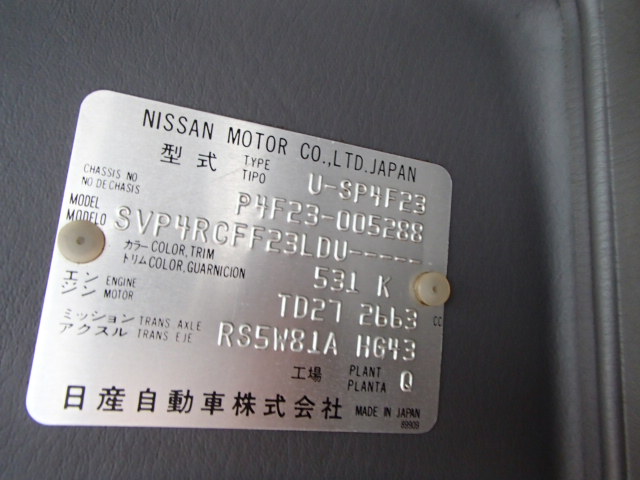 NISSAN MOTOR CO.,LTD. JAPAN
型式 TYPE TIPO U-SP4F23
CHASSIS NO NO DE CHASIS P4F23-005288
MODEL MODELO SVP4RCFF23LDU-----
カラー COLOR,TRIM トリム COLOR,GUARNICION 531 K
エンジン ENGINE MOTOR TD27 2663 CC
ミッション TRANS AXLE アクスル TRANS EJE RS5W81A HG43
工場 PLANT PLANTA Q
日産自動車株式会社 MADE IN JAPAN
89909